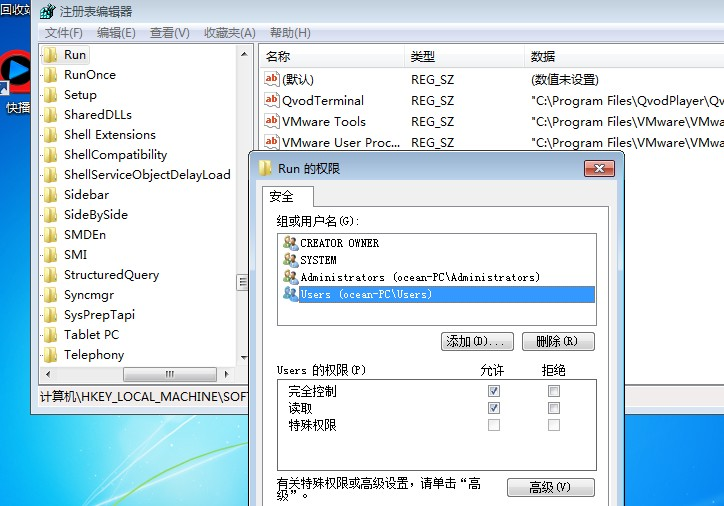 回收站
快播
注册表编辑器
文件(F) 编辑(E) 查看(V) 收藏夹(A) 帮助(H)
Run
RunOnce
Setup
SharedDLLs
Shell Extensions
ShellCompatibility
ShellServiceObjectDelayLoad
Sidebar
SideBySide
SMDEn
SMI
StructuredQuery
Syncmgr
SysPrepTapi
Tablet PC
Telephony
名称 类型 数据
(默认) REG_SZ (数值未设置)
QvodTerminal REG_SZ "C:\Program Files\QvodPlayer\Qv
VMware Tools REG_SZ "C:\Program Files\VMware\VMwa
VMware User Proc... REG_SZ "C:\Program Files\VMware\VMwa
计算机\HKEY_LOCAL_MACHINE\SOF
Run 的权限
安全
组或用户名(G):
CREATOR OWNER
SYSTEM
Administrators (ocean-PC\Administrators)
Users (ocean-PC\Users)
添加(D)... 删除(R)
Users 的权限(P) 允许 拒绝
完全控制
读取
特殊权限
有关特殊权限或高级设置，请单击“高
级”。
高级(V)